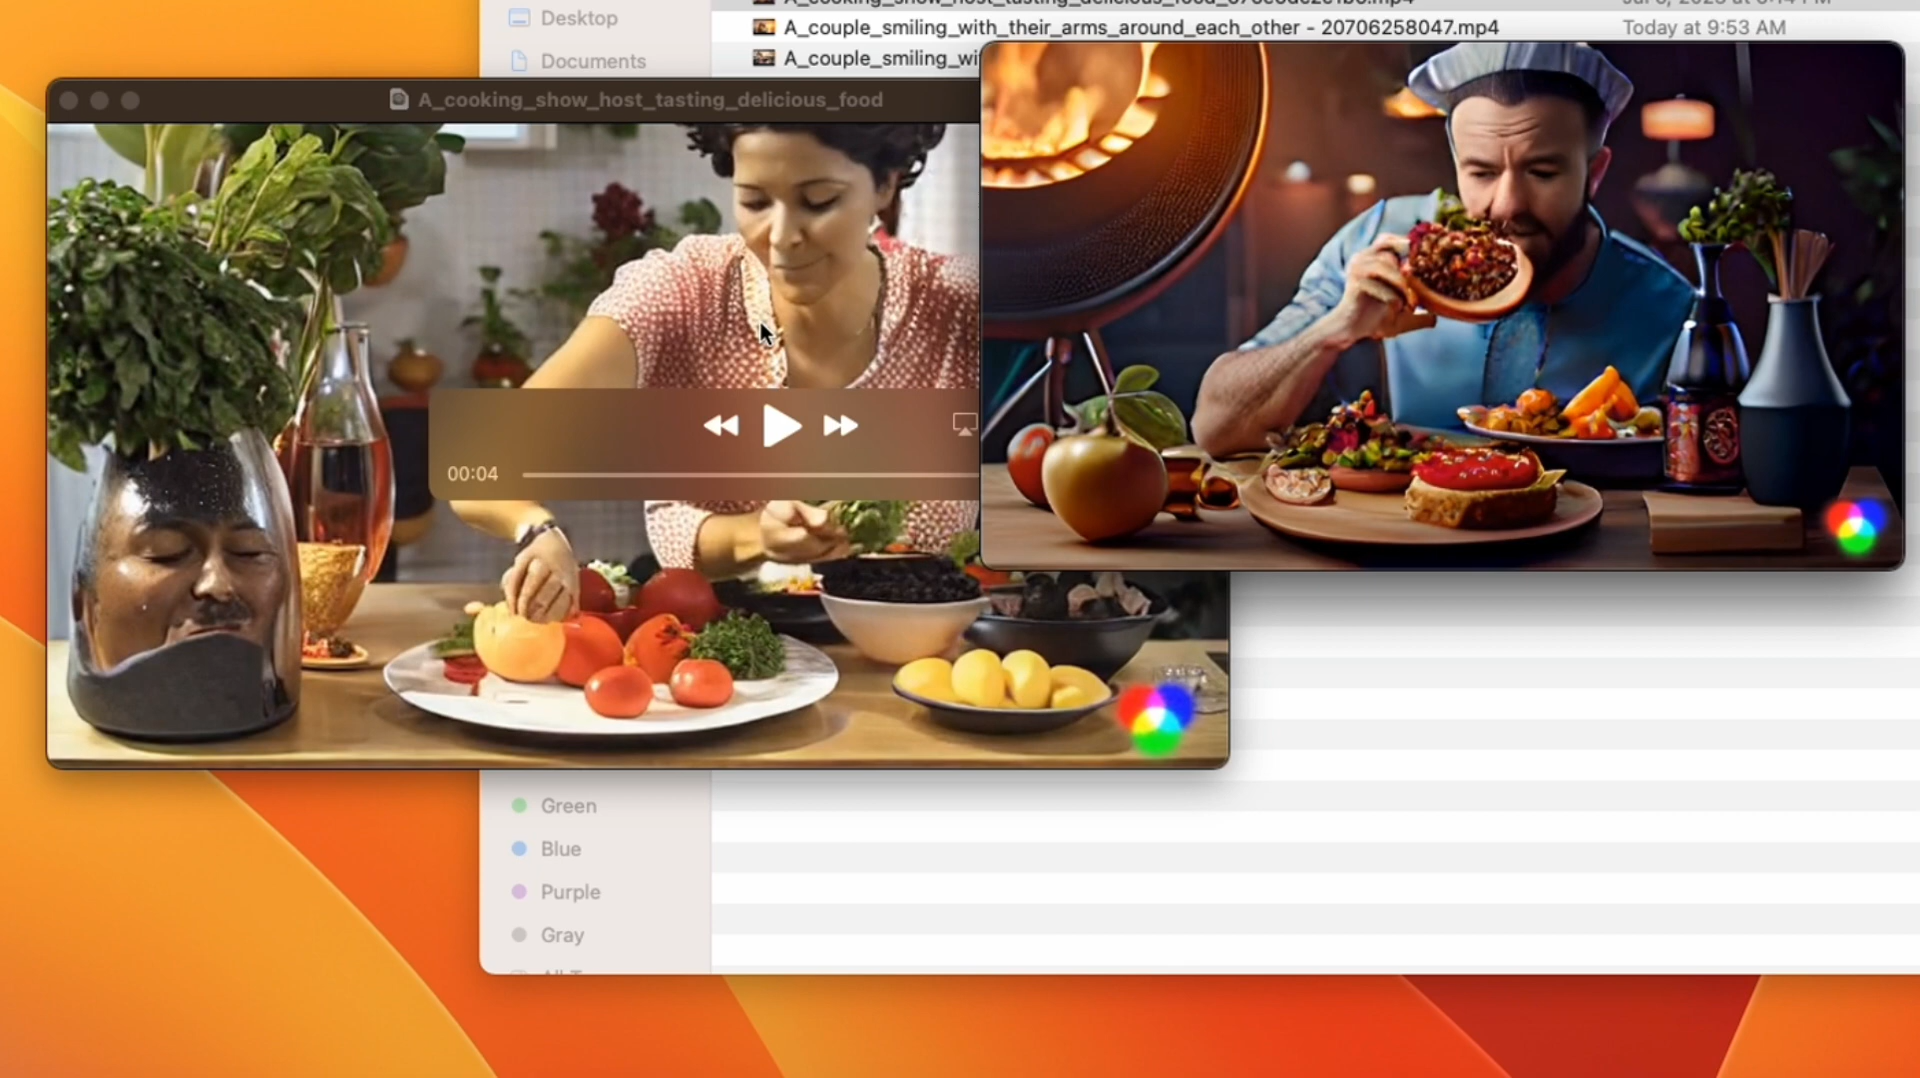 Desktop
A_couple_smiling_with_their_arms_around_each_other - 20706258047.mp4
Today at 9:53 AM
Documents
A_couple_smiling_wi
A_cooking_show_host_tasting_delicious_food
00:04
Green
Blue
Purple
Gray